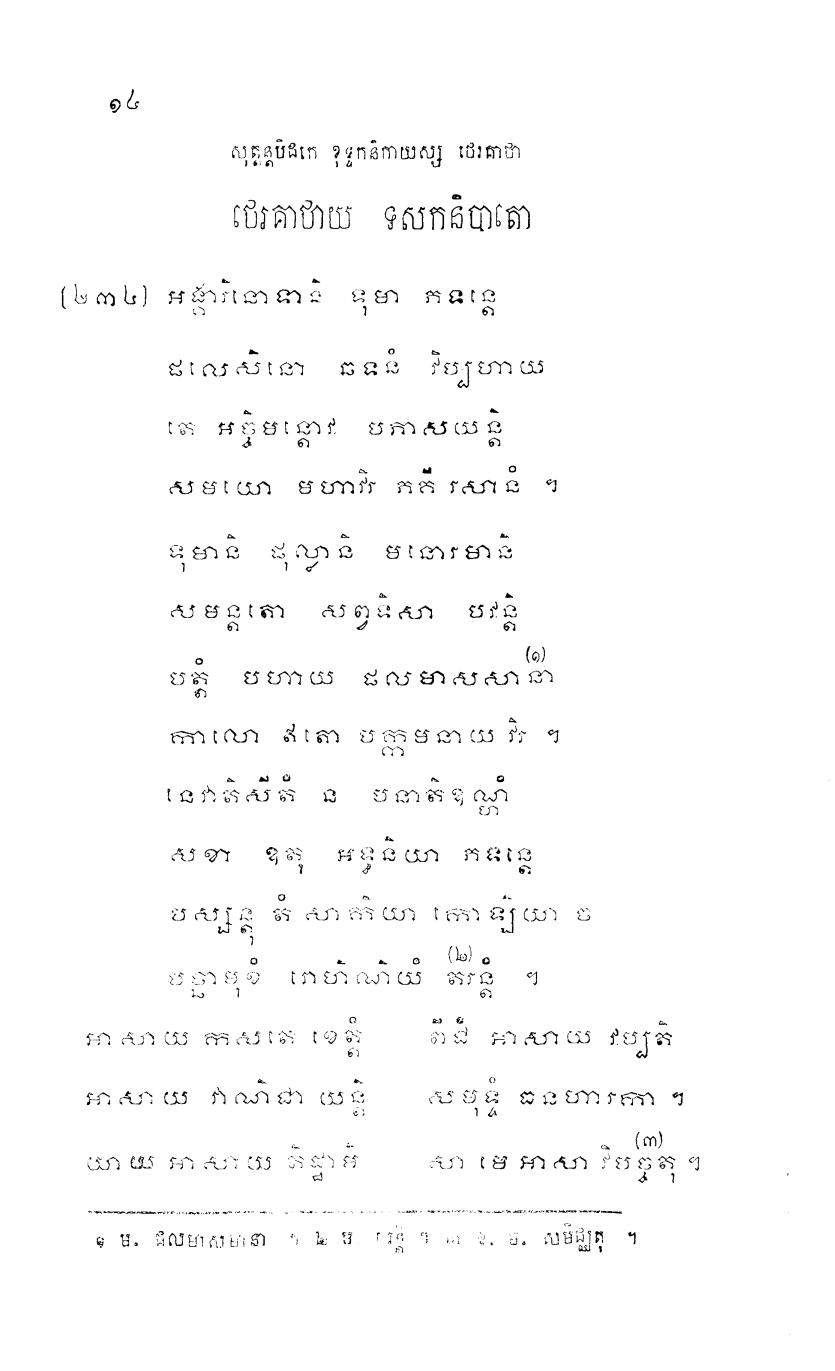 ១៤
សុត្តន្តបិដកេ ខុទ្ទកនិកាយស្ស ថេរគាថា
ថេរគាថាយ ទសកនិបាតោ
(២៣៤) អង្គារិនោទានិ ទុមា ភទន្តេ
ផលេសិនោ ឆទនំ វិប្បហាយ
តេ អច្ចិមន្តោវ បភាសយន្តិ
សមយោ មហាវីរ ភគីរសានំ ។
ទុមានិ ផុល្លានិ មនោរមានិ
សមន្តតោ សព្វទិសា បវន្តិ
បត្តំ បហាយ ផលមាសសានា (១)
កាលោ ឥតោ បក្កមនាយ វីរ ។
នេវាតិសីតំ ន បនាតិឧណ្ហំ
សុខា ឧតុ អទ្ធនិយា ភទន្តេ
បស្សន្តុ តំ សាកិយា កោឡិយា ច
បច្ឆាមុខំ រោហិណិយំ តរន្តំ (២) ។
អាសាយ កសតេ ខេត្តំ ពីជំ អាសាយ វប្បតិ
អាសាយ វាណិជា យន្តិ សមុទ្ទំ ធនហារកា ។
យាយ អាសាយ តិដ្ឋាមិ សា មេ អាសា វិបច្ចតុ (៣) ។
១ ម. ផលមាសមានា ។ ២ ម. រន្តិ ។ ៣ ឱ. ម. សមិជ្ឈតុ ។